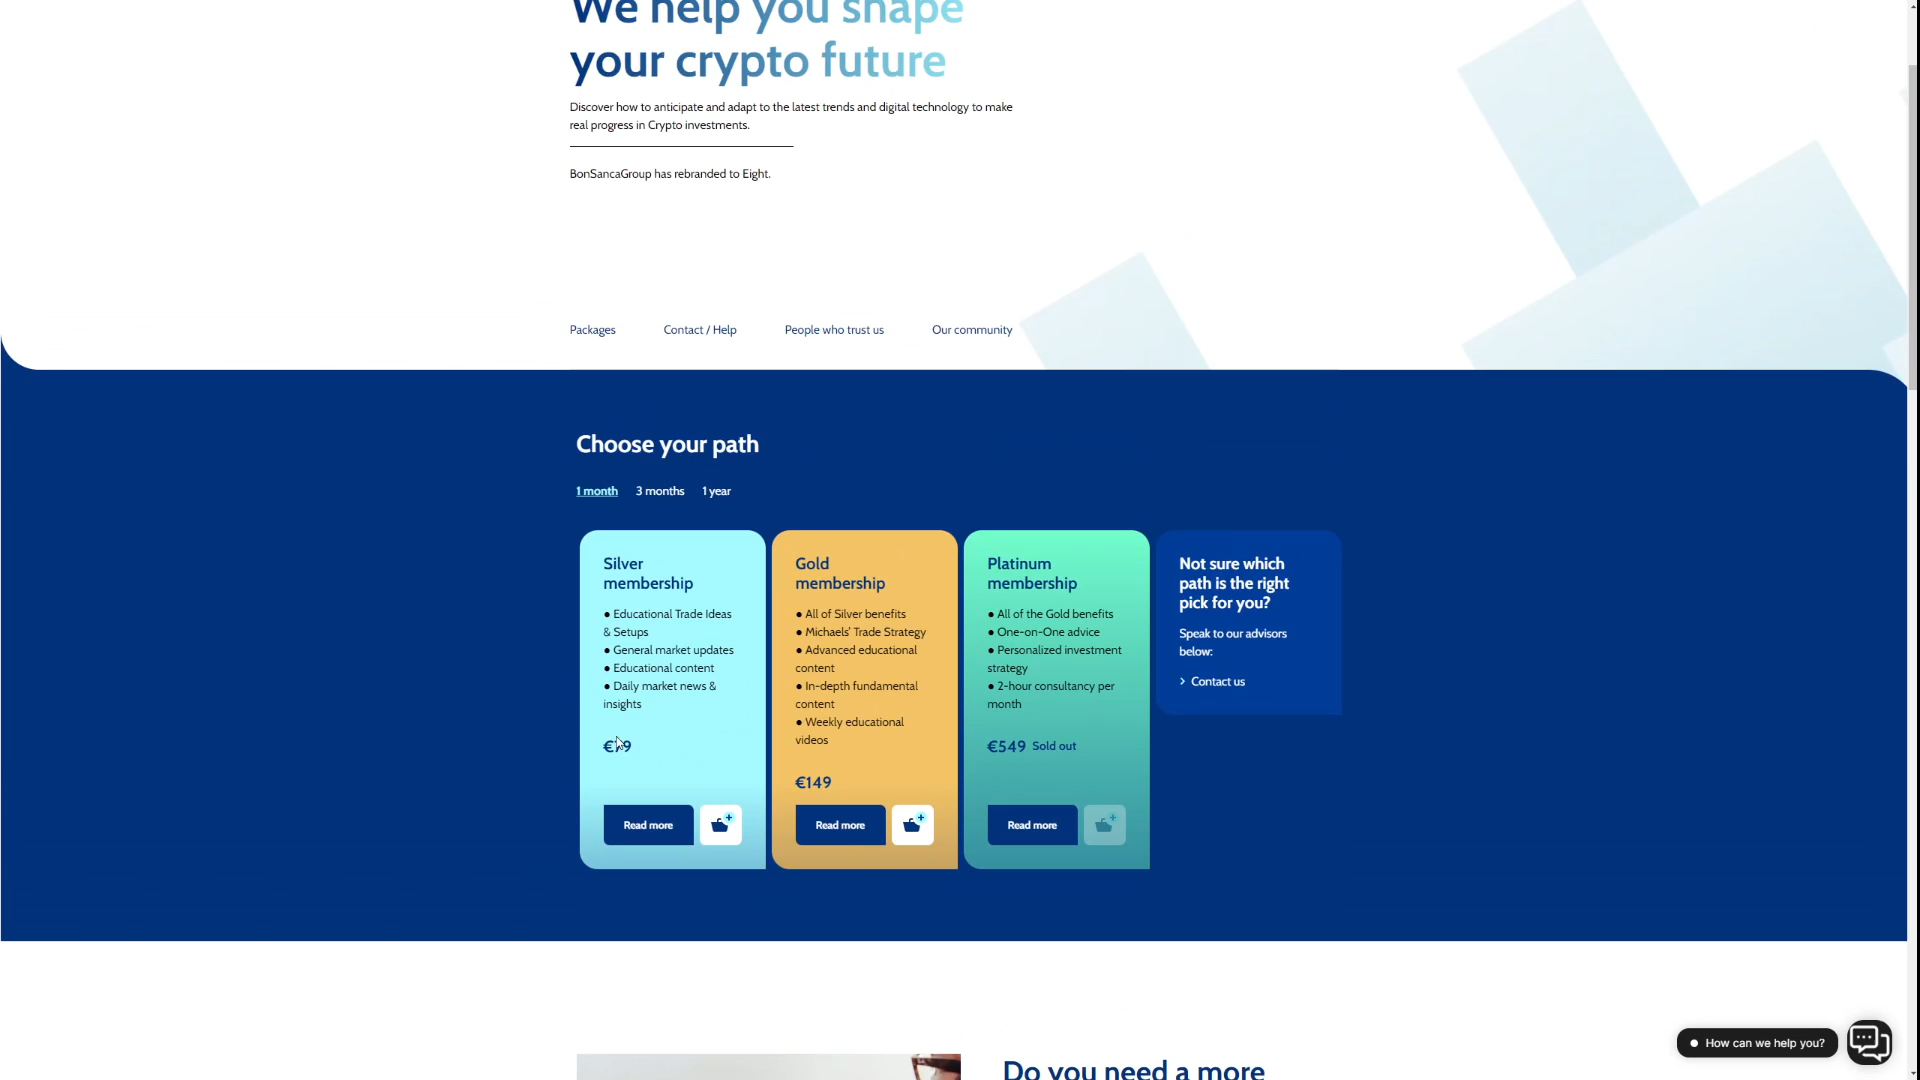 We help you shape
your crypto future
Discover how to anticipate and adapt to the latest trends and digital technology to make
real progress in Crypto investments.
BonSancaGroup has rebranded to Eight.
Packages
Contact / Help
People who trust us
Our community
Choose your path
1 month
3 months
1 year
Silver
membership
● Educational Trade Ideas
& Setups
● General market updates
● Educational content
● Daily market news &
insights
€79
Read more
Gold
membership
● All of Silver benefits
● Michaels' Trade Strategy
● Advanced educational
content
● In-depth fundamental
content
● Weekly educational
videos
€149
Read more
Platinum
membership
● All of the Gold benefits
● One-on-One advice
● Personalized investment
strategy
● 2-hour consultancy per
month
€549 Sold out
Read more
Not sure which
path is the right
pick for you?
Speak to our advisors
below:
> Contact us
Do you need a more
How can we help you?